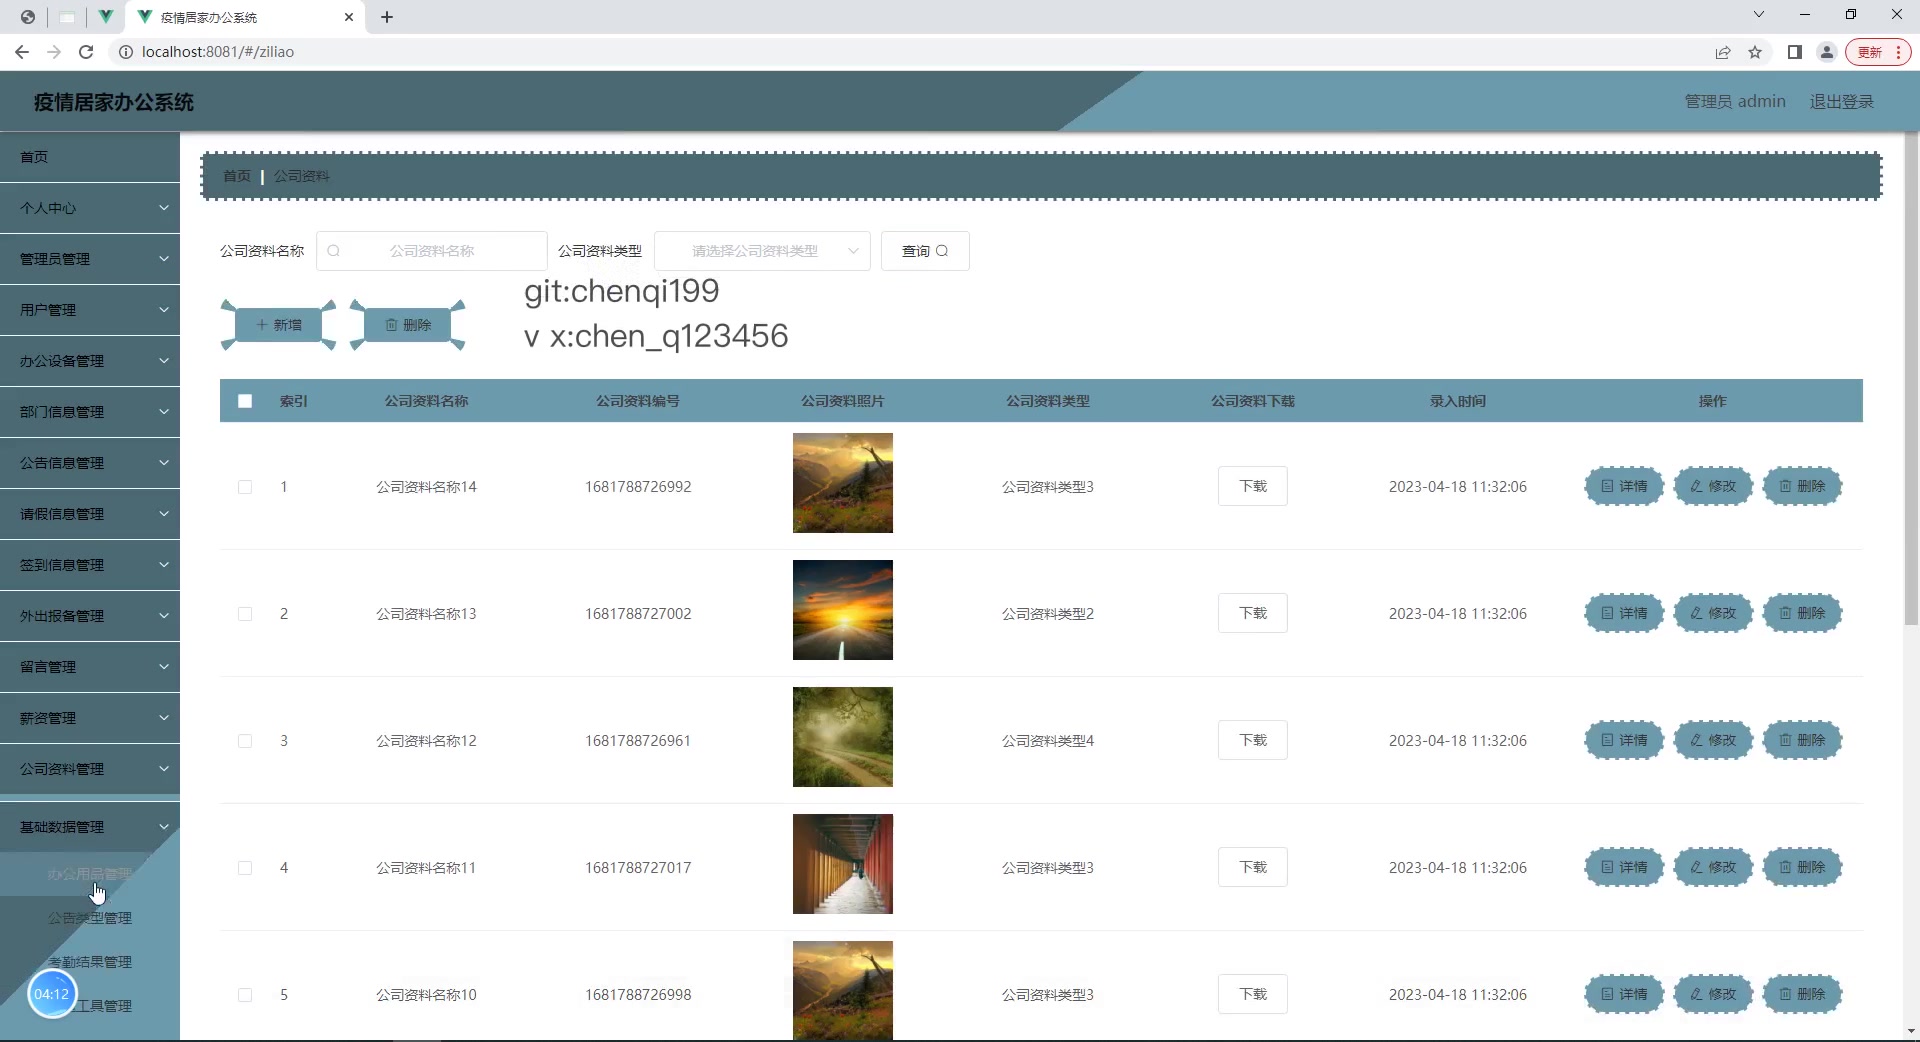 疫情居家办公系统
localhost:8081/#/ziliao
更新
疫情居家办公系统
管理员 admin
退出登录
首页
个人中心
管理员管理
用户管理
办公设备管理
部门信息管理
公告信息管理
请假信息管理
签到信息管理
外出报备管理
留言管理
薪资管理
公司资料管理
基础数据管理
办公用品管理
公告类型管理
考勤结果管理
工具管理
04:12
首页 | 公司资料
公司资料名称 公司资料名称 公司资料类型 请选择公司资料类型 查询
git:chenqi199
新增 删除
v x:chen_q123456
索引 公司资料名称 公司资料编号 公司资料照片 公司资料类型 公司资料下载 录入时间 操作
1 公司资料名称14 1681788726992 公司资料类型3 下载 2023-04-18 11:32:06 详情 修改 删除
2 公司资料名称13 1681788727002 公司资料类型2 下载 2023-04-18 11:32:06 详情 修改 删除
3 公司资料名称12 1681788726961 公司资料类型4 下载 2023-04-18 11:32:06 详情 修改 删除
4 公司资料名称11 1681788727017 公司资料类型3 下载 2023-04-18 11:32:06 详情 修改 删除
5 公司资料名称10 1681788726998 公司资料类型3 下载 2023-04-18 11:32:06 详情 修改 删除